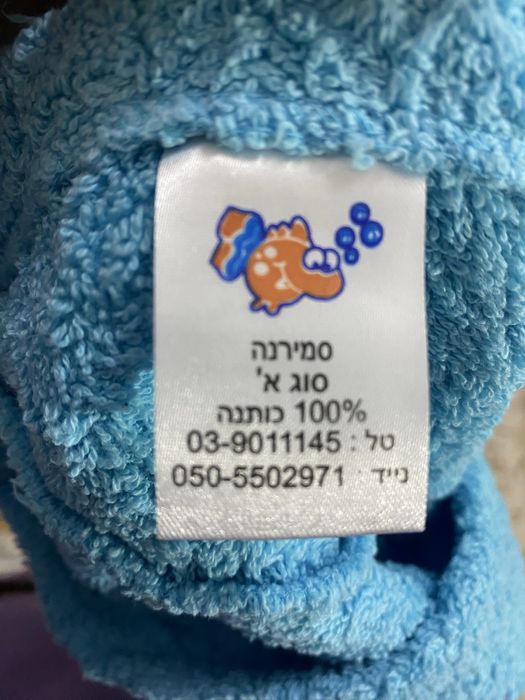 סמירנה
סוג א'
100% כותנה
טל : 03-9011145
נייד : 050-5502971